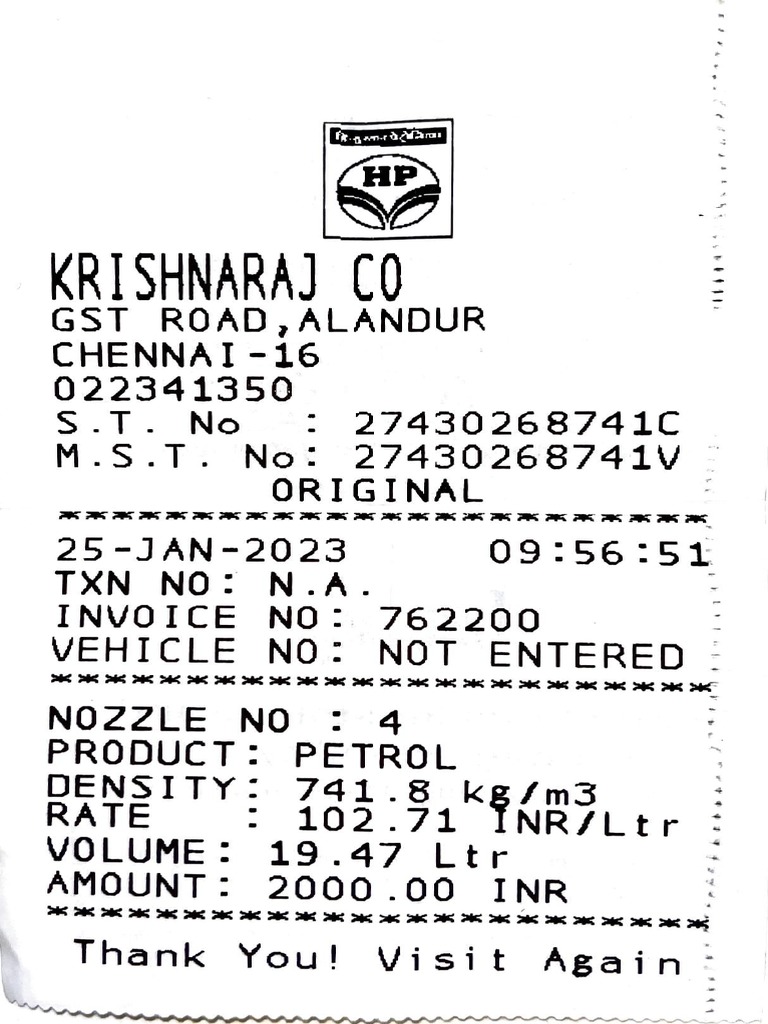 HP
KRISHNARAJ CO
GST ROAD,ALANDUR
CHENNAI-16
022341350
S.T. No : 27430268741C
M.S.T. No: 27430268741V
ORIGINAL
************************
25-JAN-2023 09:56:51
TXN NO: N.A.
INVOICE NO: 762200
VEHICLE NO: NOT ENTERED
************************
NOZZLE NO : 4
PRODUCT: PETROL
DENSITY: 741.8 kg/m3
RATE : 102.71 INR/Ltr
VOLUME: 19.47 Ltr
AMOUNT: 2000.00 INR
************************
Thank You! Visit Again